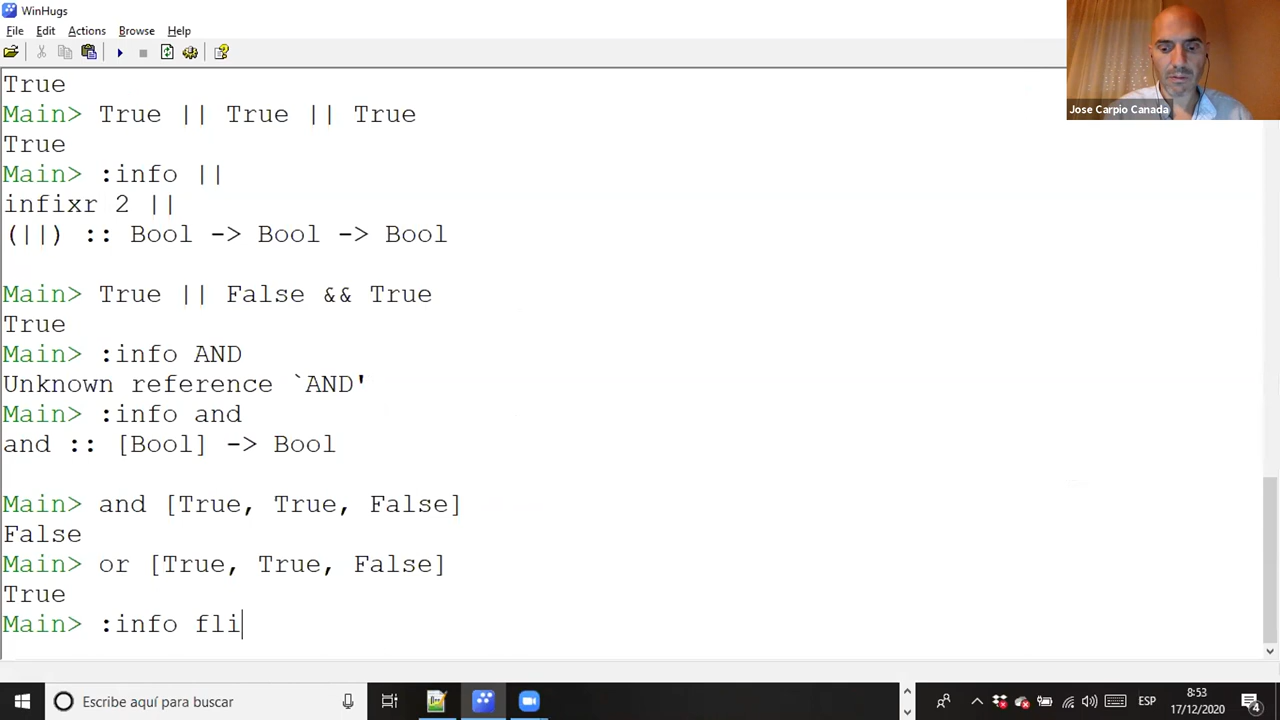 WinHugs
File Edit Actions Browse Help
True
Main> True || True || True
True
Main> :info ||
infixr 2 ||
(||) :: Bool -> Bool -> Bool
Main> True || False && True
True
Main> :info AND
Unknown reference `AND'
Main> :info and
and :: [Bool] -> Bool
Main> and [True, True, False]
False
Main> or [True, True, False]
True
Main> :info fli
Jose Carpio Canada
Escribe aquí para buscar
ESP
8:53
17/12/2020
4